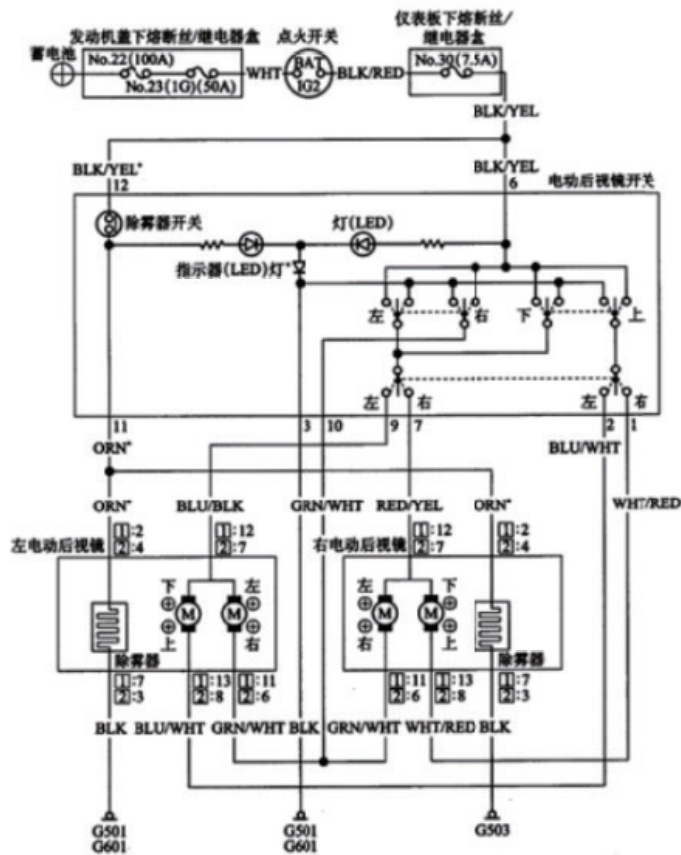 发动机盖下熔断丝/继电器盒
点火开关
仪表板下熔断丝/
继电器盒
蓄电池
No.22(100A)
No.23(1G)(50A)
WHT
BAT
IG2
BLK/RED
No.30(7.5A)
BLK/YEL
BLK/YEL*
12
BLK/YEL
6
电动后视镜开关
除雾器开关
灯(LED)
指示器(LED)灯*
左
右
下
上
左
右
左
右
11
3
10
9
7
2
1
ORN*
BLU/WHT
ORN*
BLU/BLK
GRN/WHT
RED/YEL
ORN*
WHT/RED
左电动后视镜
1:2
2:4
1:12
2:7
右电动后视镜
1:12
2:7
1:2
2:4
下
上
M
M
左
右
左
右
M
M
下
上
除雾器
除雾器
1:7
2:3
1:13
2:8
1:11
2:6
1:11
2:6
1:13
2:8
1:7
2:3
BLK
BLU/WHT
GRN/WHT
BLK
GRN/WHT
WHT/RED
BLK
G501
G601
G501
G601
G503